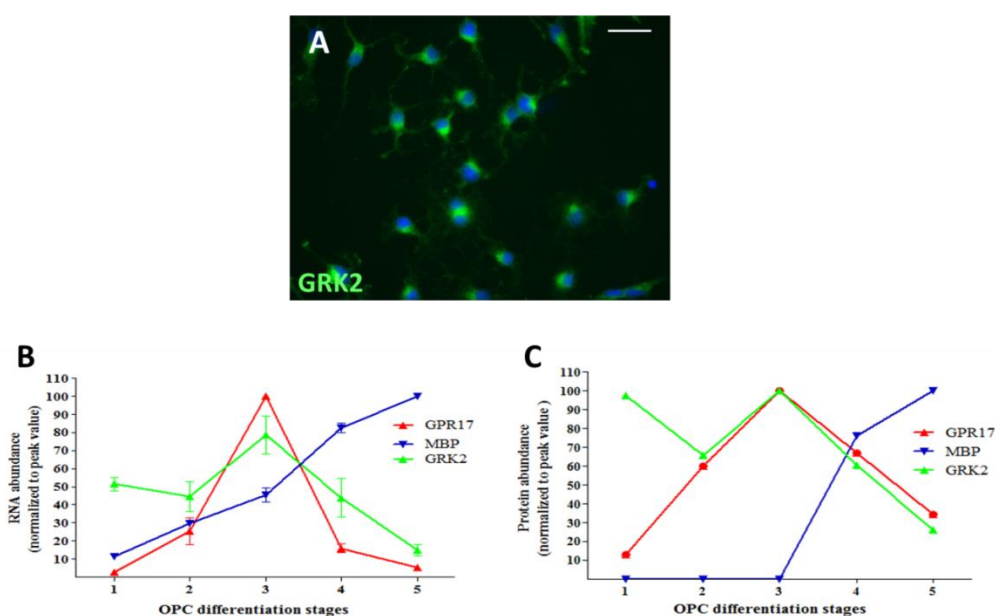 A
GRK2
B
RNA abundance
(normalized to peak value)
110
100
90
80
70
60
50
40
30
20
10
GPR17
MBP
GRK2
1 2 3 4 5
OPC differentiation stages
C
Protein abundance
(normalized to peak value )
110
100
90
80
70
60
50
40
30
20
10
GPR17
MBP
GRK2
1 2 3 4 5
OPC differentiation stages